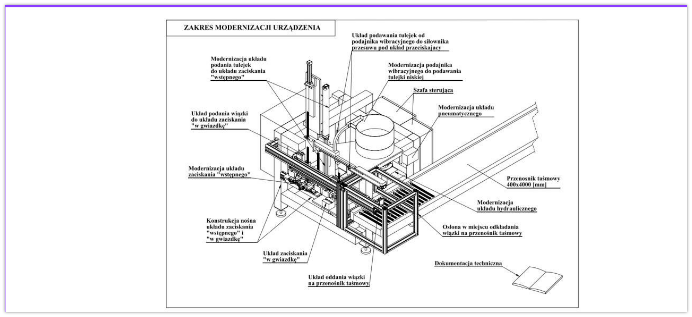 ZAKRES MODERNIZACJI URZĄDZENIA
Układ podawania tulejek od
podajnika wibracyjnego do siłownika
przesuwu pod układ przeciskający
Modernizacja układu
podania tulejek
do układu zaciskania
"wstępnego"
Modernizacja podajnika
wibracyjnego do podawania
tulejki niskiej
Szafa sterująca
Modernizacja układu
pneumatycznego
Układ podania wiązki
do układu zaciskania
"w gwiazdkę"
Modernizacja układu
zaciskania "wstępnego"
Przenośnik taśmowy
400x4000 [mm]
Modernizacja
układu hydraulicznego
Konstrukcja nośna
układu zaciskania
"wstępnego" i
"w gwiazdkę"
Osłona w miejscu odkładania
wiązki na przenośnik taśmowy
Układ zaciskania
"w gwiazdkę"
Dokumentacja techniczna
Układ oddania wiązki
na przenośnik taśmowy